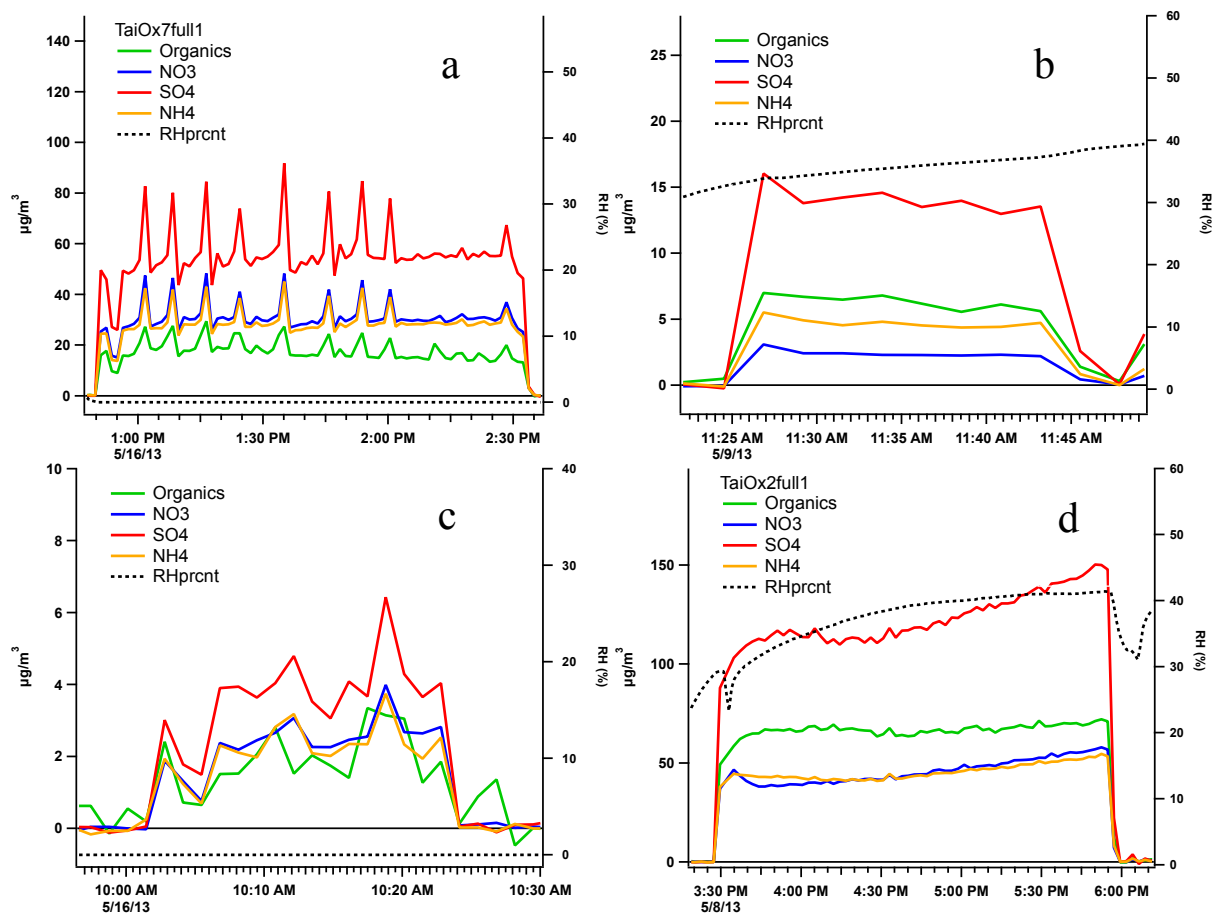 TaiOx7full1
Organics
NO3
SO4
NH4
RHprcnt
a
140
120
100
80
60
40
20
0
µg/m3
50
40
30
20
10
0
RH (%)
1:00 PM
5/16/13
1:30 PM
2:00 PM
2:30 PM
Organics
NO3
SO4
NH4
RHprcnt
b
25
20
15
10
5
0
µg/m3
60
50
40
30
20
10
0
RH (%)
11:25 AM
5/9/13
11:30 AM
11:35 AM
11:40 AM
11:45 AM
Organics
NO3
SO4
NH4
RHprcnt
c
10
8
6
4
2
0
µg/m3
40
30
20
10
0
RH (%)
10:00 AM
5/16/13
10:10 AM
10:20 AM
10:30 AM
TaiOx2full1
Organics
NO3
SO4
NH4
RHprcnt
d
150
100
50
0
µg/m3
60
50
40
30
20
10
0
RH (%)
3:30 PM
5/8/13
4:00 PM
4:30 PM
5:00 PM
5:30 PM
6:00 PM